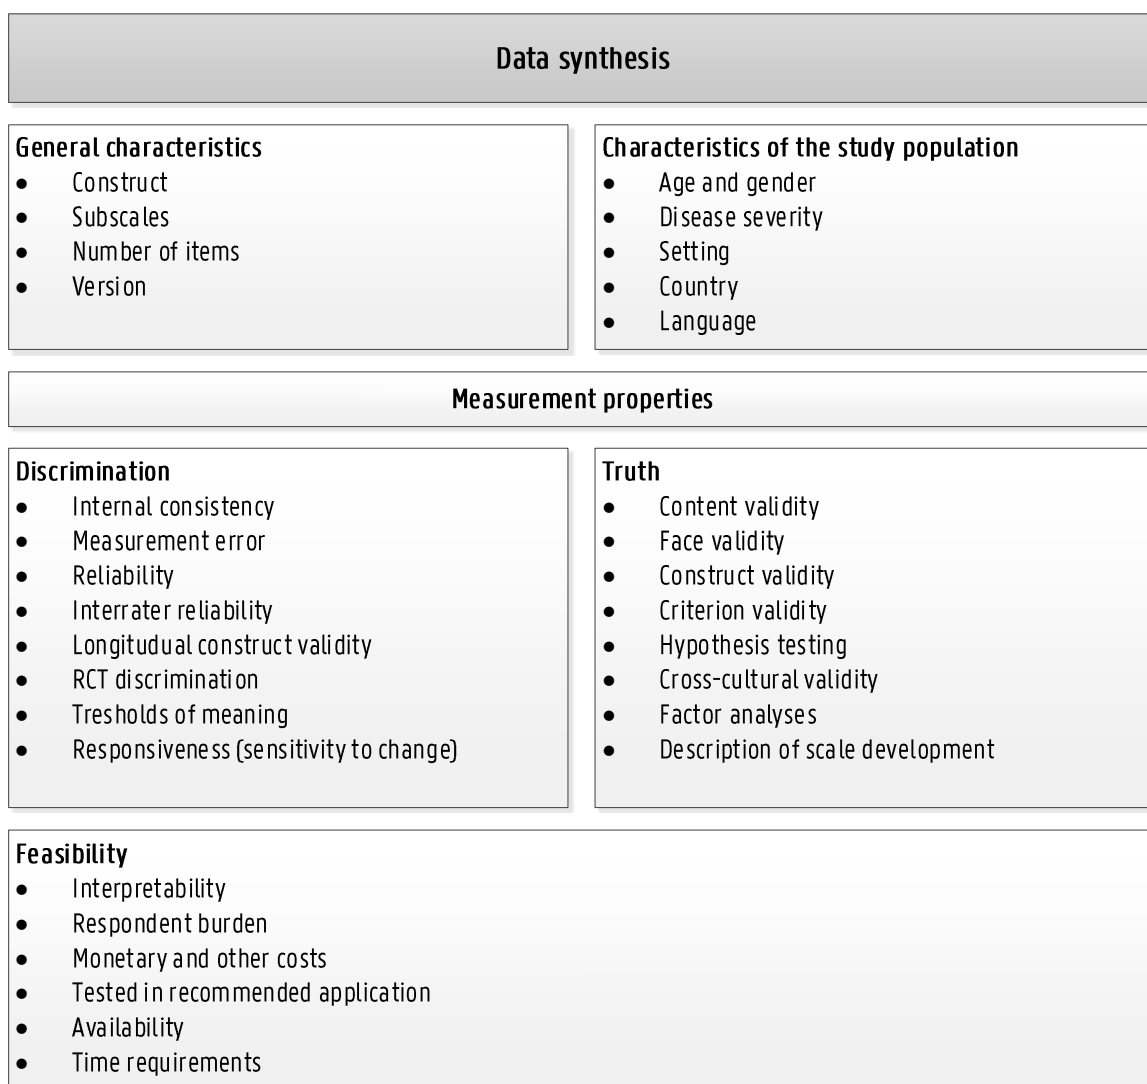 Data synthesis
General characteristics
● Construct
● Subscales
● Number of items
● Version
Characteristics of the study population
● Age and gender
● Disease severity
● Setting
● Country
● Language
Measurement properties
Discrimination
● Internal consistency
● Measurement error
● Reliability
● Interrater reliability
● Longitudual construct validity
● RCT discrimination
● Tresholds of meaning
● Responsiveness (sensitivity to change)
Truth
● Content validity
● Face validity
● Construct validity
● Criterion validity
● Hypothesis testing
● Cross-cultural validity
● Factor analyses
● Description of scale development
Feasibility
● Interpretability
● Respondent burden
● Monetary and other costs
● Tested in recommended application
● Availability
● Time requirements